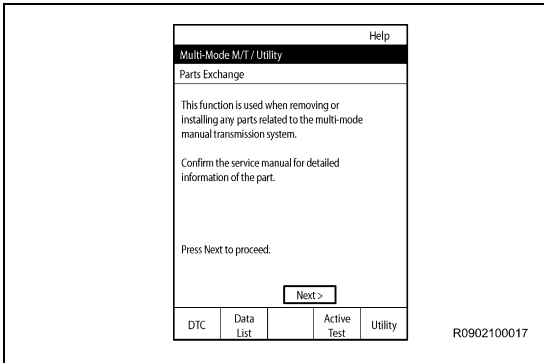 Help
Multi-Mode M/T / Utility
Parts Exchange
This function is used when removing or
installing any parts related to the multi-mode
manual transmission system.
Confirm the service manual for detailed
information of the part.
Press Next to proceed.
Next >
DTC
Data
List
Active
Test
Utility
R0902100017